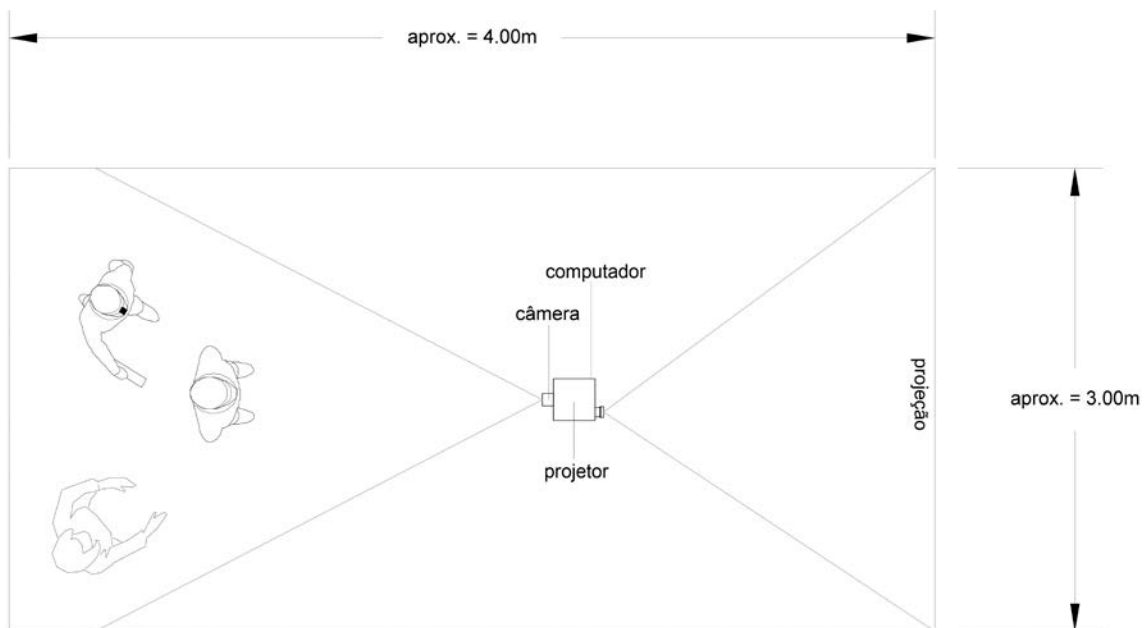 aprox. = 4.00m
computador
câmera
projeção
aprox. = 3.00m
projetor